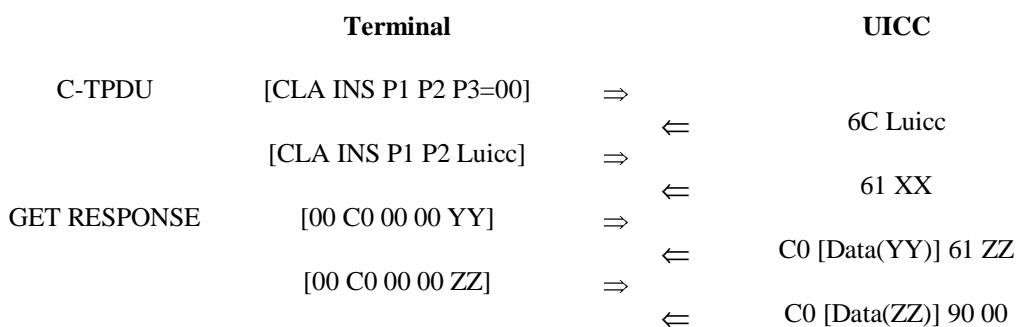 Terminal UICC
C-TPDU [CLA INS P1 P2 P3=00] ⇒
⇐ 6C Luicc
[CLA INS P1 P2 Luicc] ⇒
⇐ 61 XX
GET RESPONSE [00 C0 00 00 YY] ⇒
⇐ C0 [Data(YY)] 61 ZZ
[00 C0 00 00 ZZ] ⇒
⇐ C0 [Data(ZZ)] 90 00